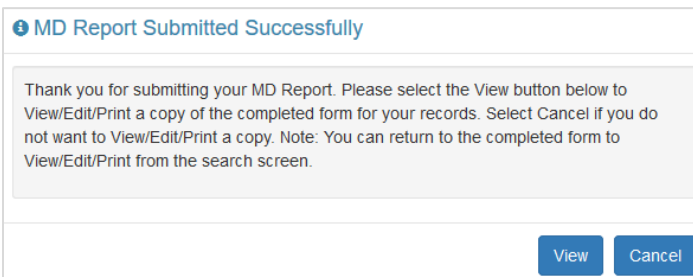 MD Report Submitted Successfully
Thank you for submitting your MD Report. Please select the View button below to
View/Edit/Print a copy of the completed form for your records. Select Cancel if you do
not want to View/Edit/Print a copy. Note: You can return to the completed form to
View/Edit/Print from the search screen.
View Cancel